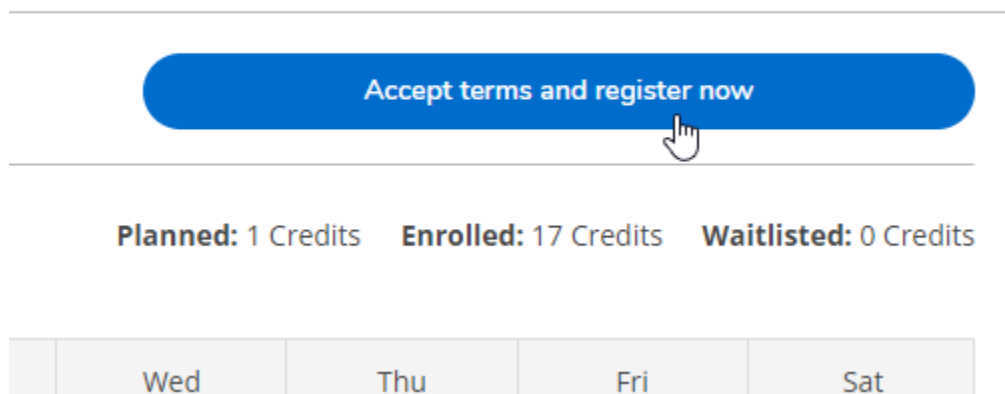 Accept terms and register now
Planned: 1 Credits Enrolled: 17 Credits Waitlisted: 0 Credits
Wed Thu Fri Sat